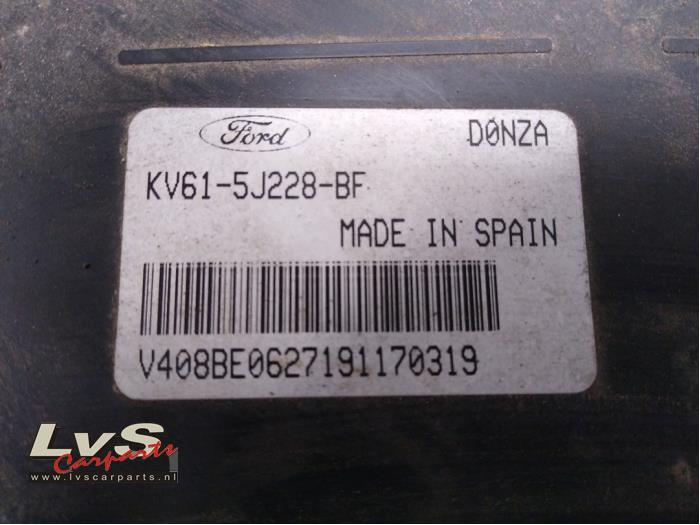 Ford D0NZA
KV61-5J228-BF
MADE IN SPAIN
V408BE0627191170319
LvS
Carparts
www.lvscarparts.nl